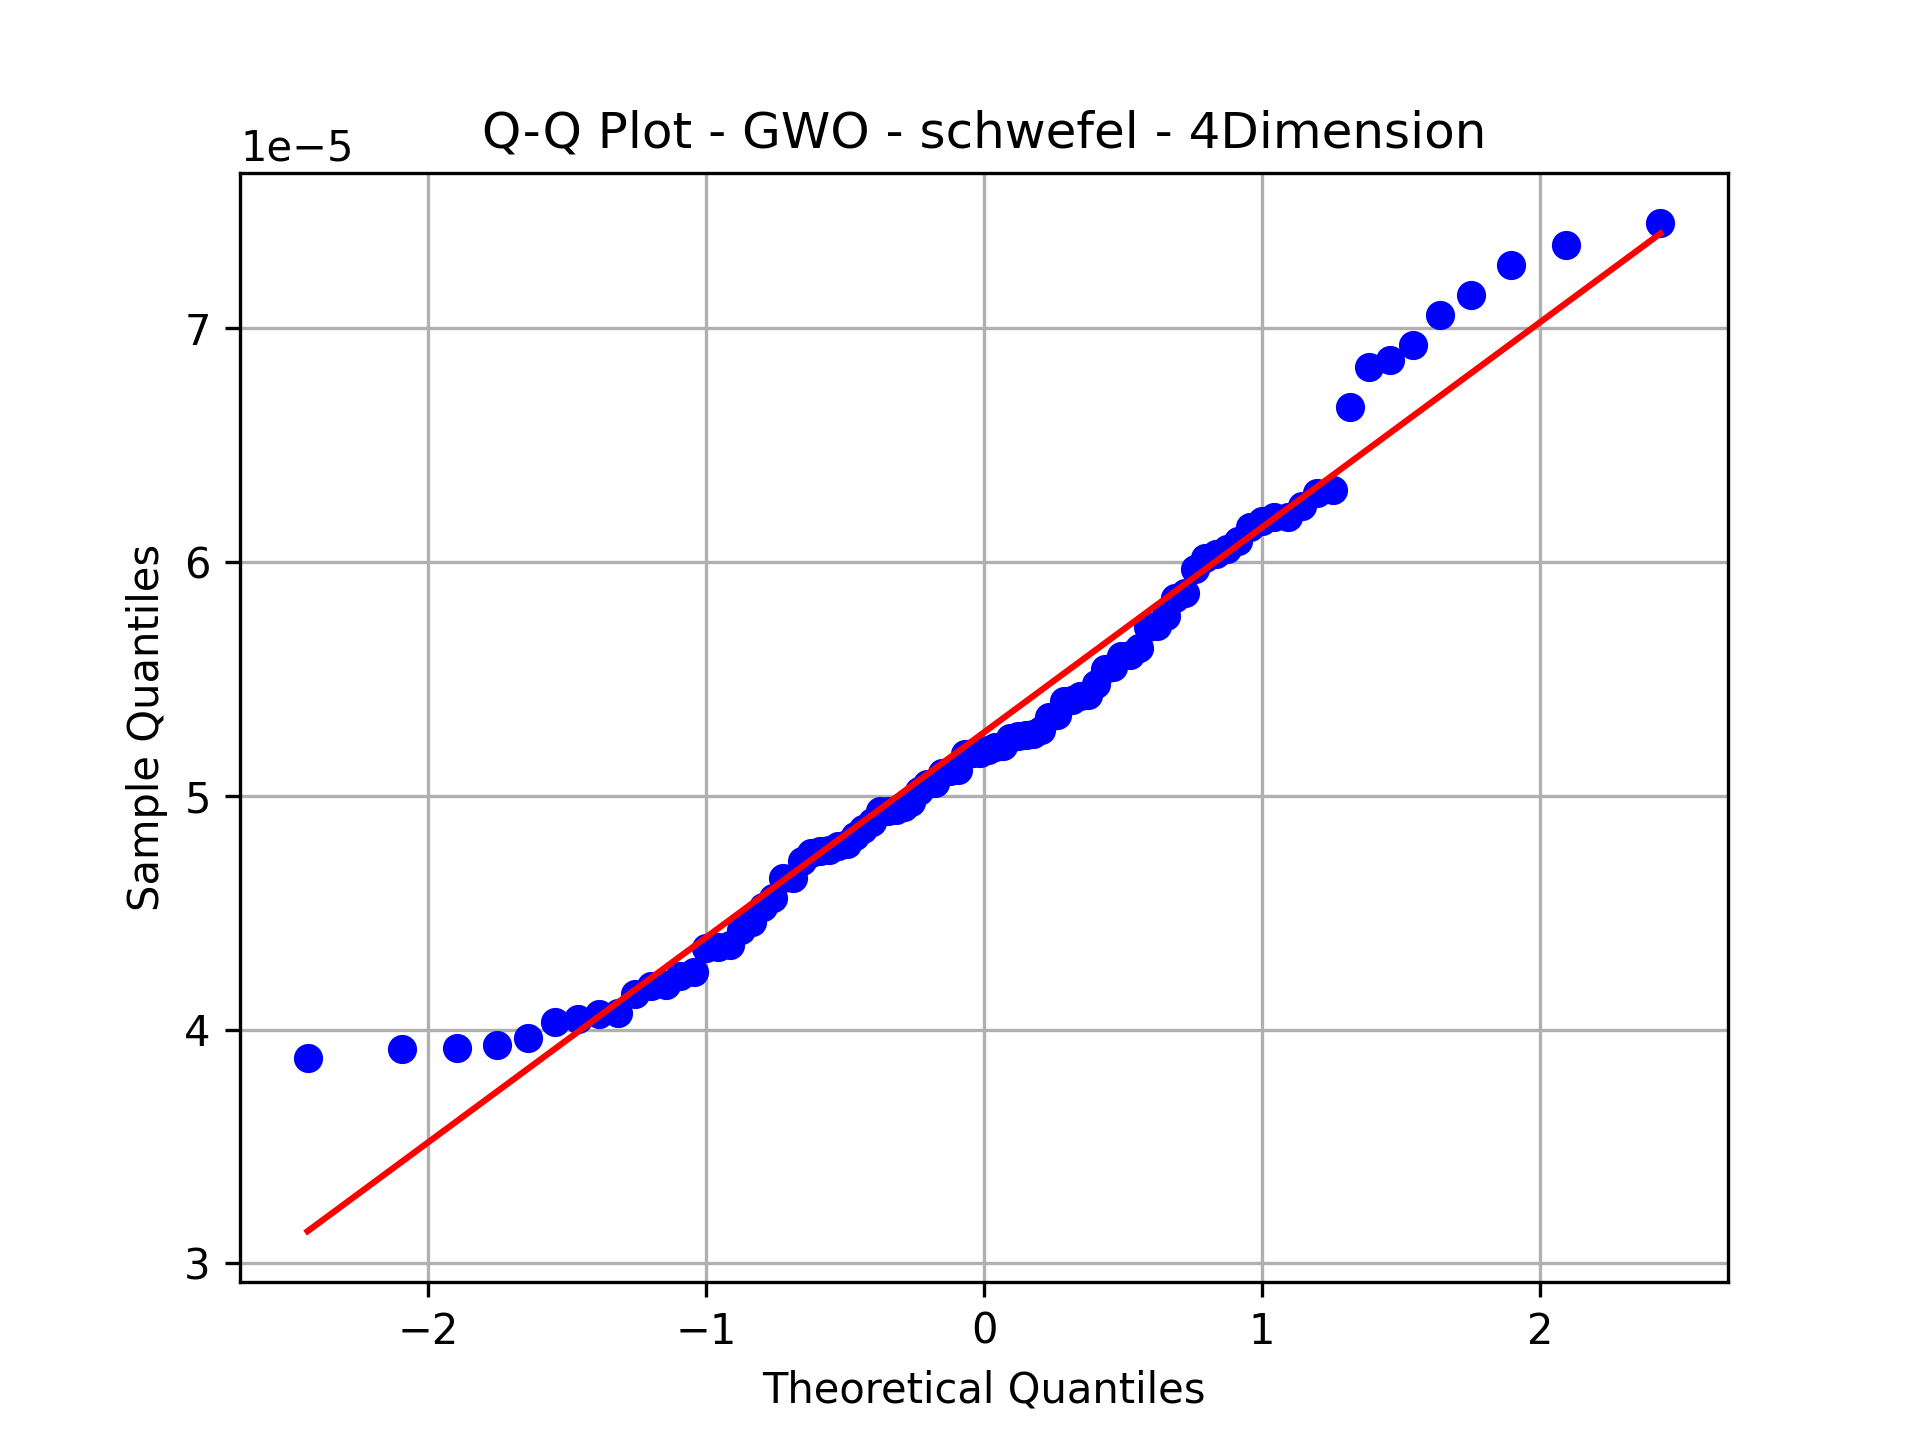 Q-Q Plot - GWO - schwefel - 4Dimension
1e−5
7
6
5
4
3
Sample Quantiles
−2 −1 0 1 2
Theoretical Quantiles